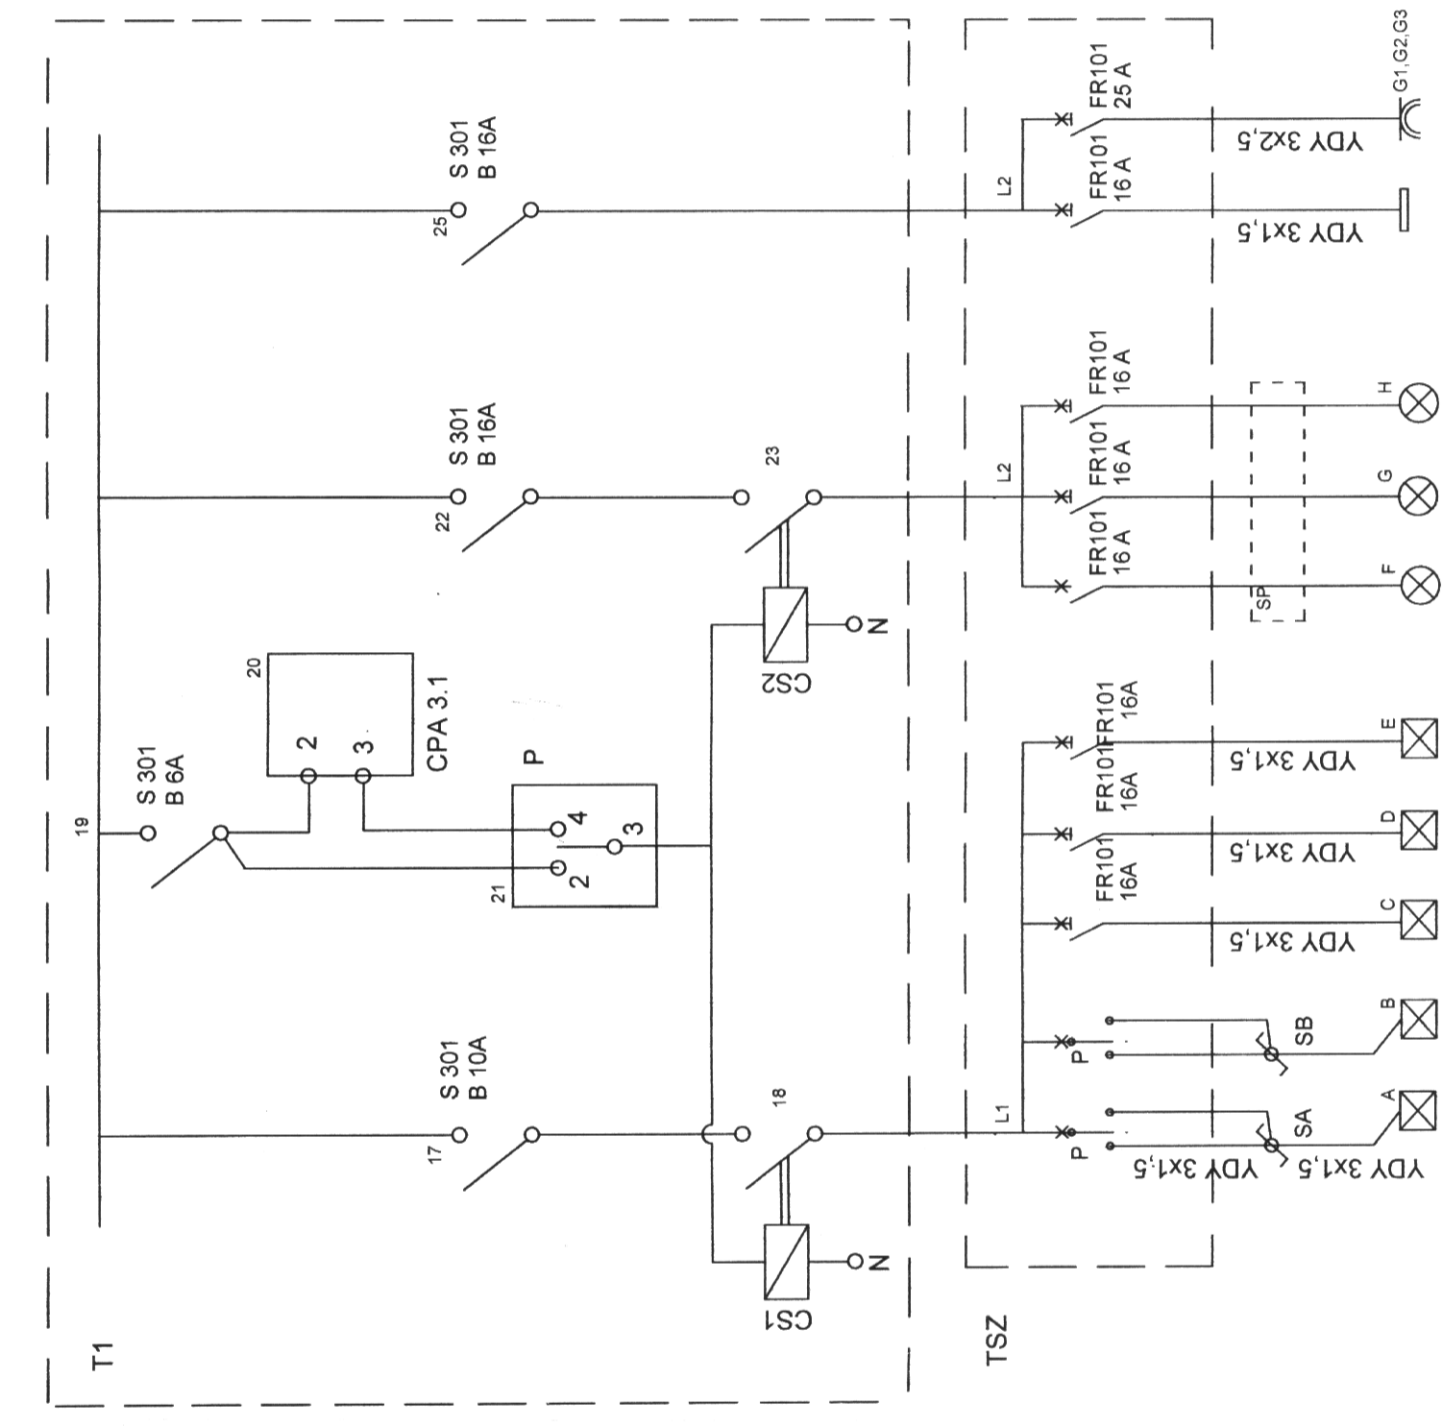 T1
17
S 301
B 10A
CS1
N
18
19
S 301
B 6A
20
2
3
CPA 3.1
21
P
4
2
3
CS2
N
22
S 301
B 16A
23
25
S 301
B 16A
TSZ
L1
P
SA
YDY 3x1,5
YDY 3x1,5
A
P
SB
B
FR101
16A
YDY 3x1,5
C
FR101
16A
YDY 3x1,5
D
FR101
16A
YDY 3x1,5
E
L2
FR101
16 A
SP
F
FR101
16 A
G
FR101
16 A
H
L2
FR101
16 A
YDY 3x1,5
FR101
25 A
YDY 3x2,5
G1,G2,G3